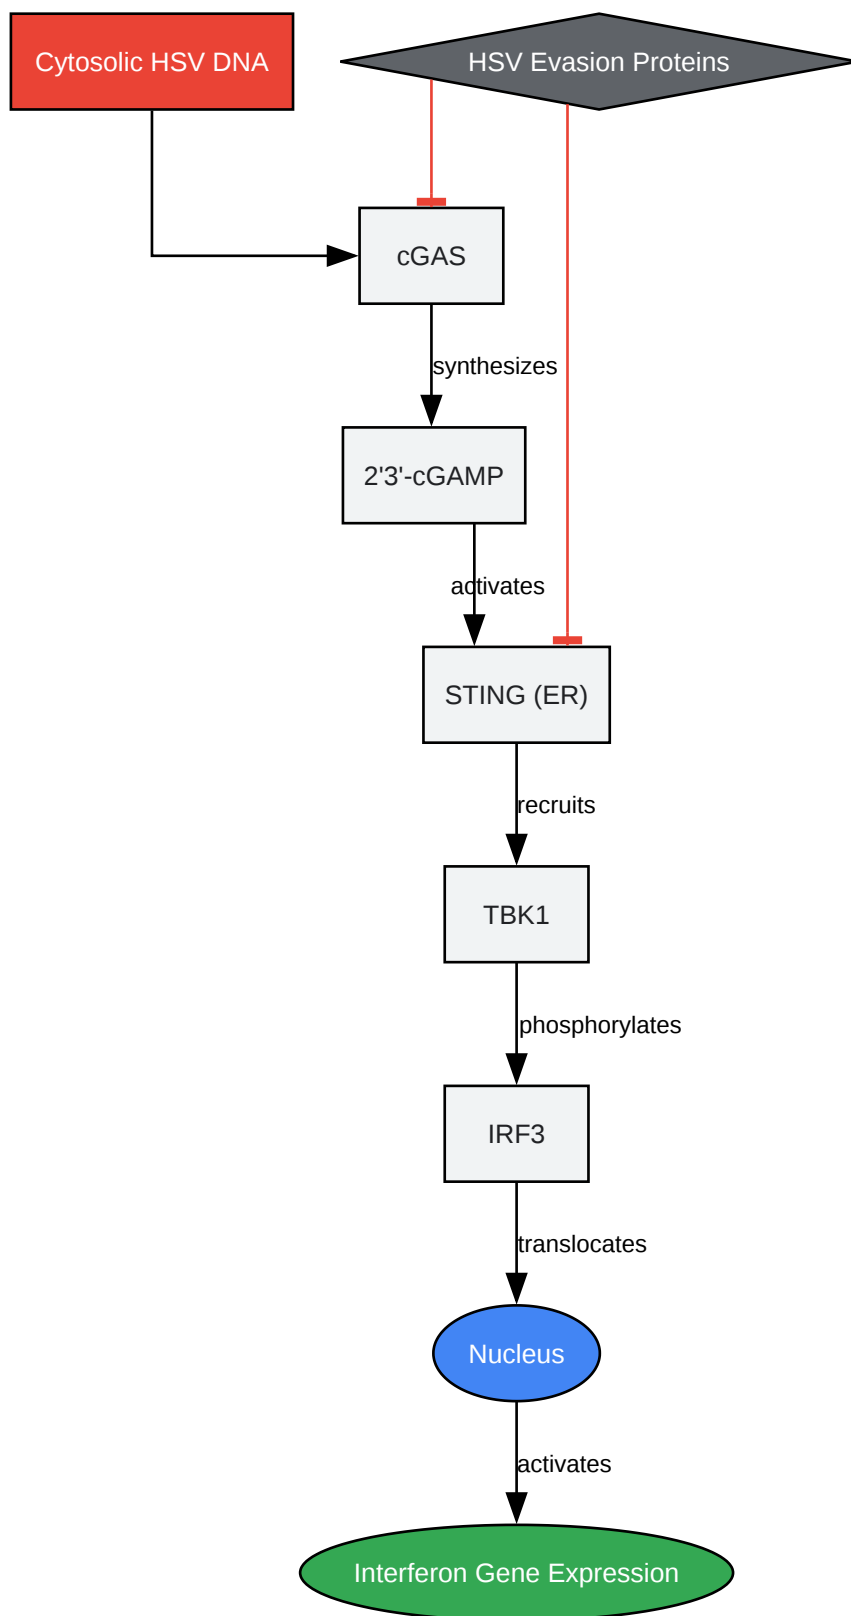 Cytosolic HSV DNA
HSV Evasion Proteins
cGAS
synthesizes
2'3'-cGAMP
activates
STING (ER)
recruits
TBK1
phosphorylates
IRF3
translocates
Nucleus
activates
Interferon Gene Expression